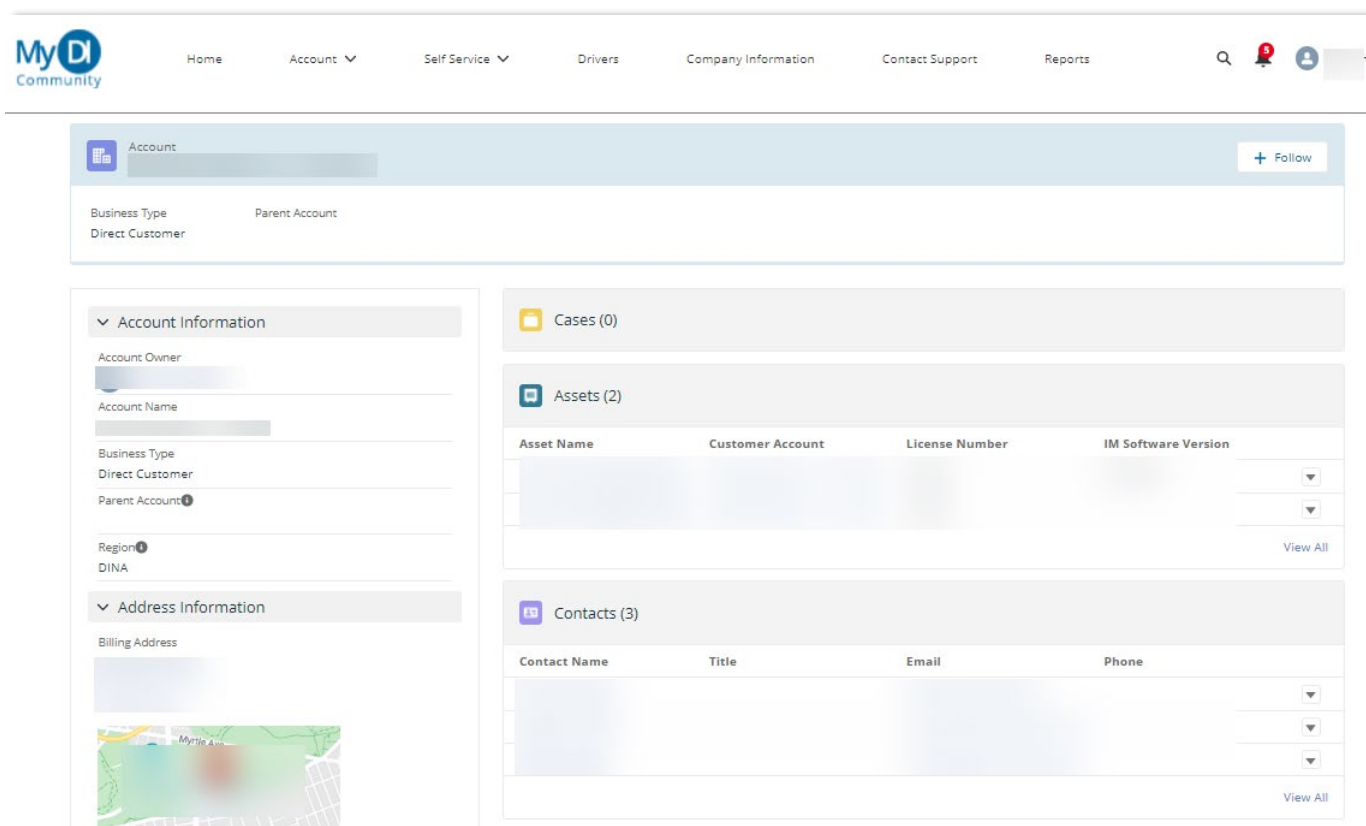 My DI
Community
Home
Account
Self Service
Drivers
Company Information
Contact Support
Reports
5
Account
+ Follow
Business Type
Parent Account
Direct Customer
Account Information
Account Owner
Account Name
Business Type
Direct Customer
Parent Account
Region
DINA
Address Information
Billing Address
Myrtle Ave
Cases (0)
Assets (2)
Asset Name
Customer Account
License Number
IM Software Version
View All
Contacts (3)
Contact Name
Title
Email
Phone
View All